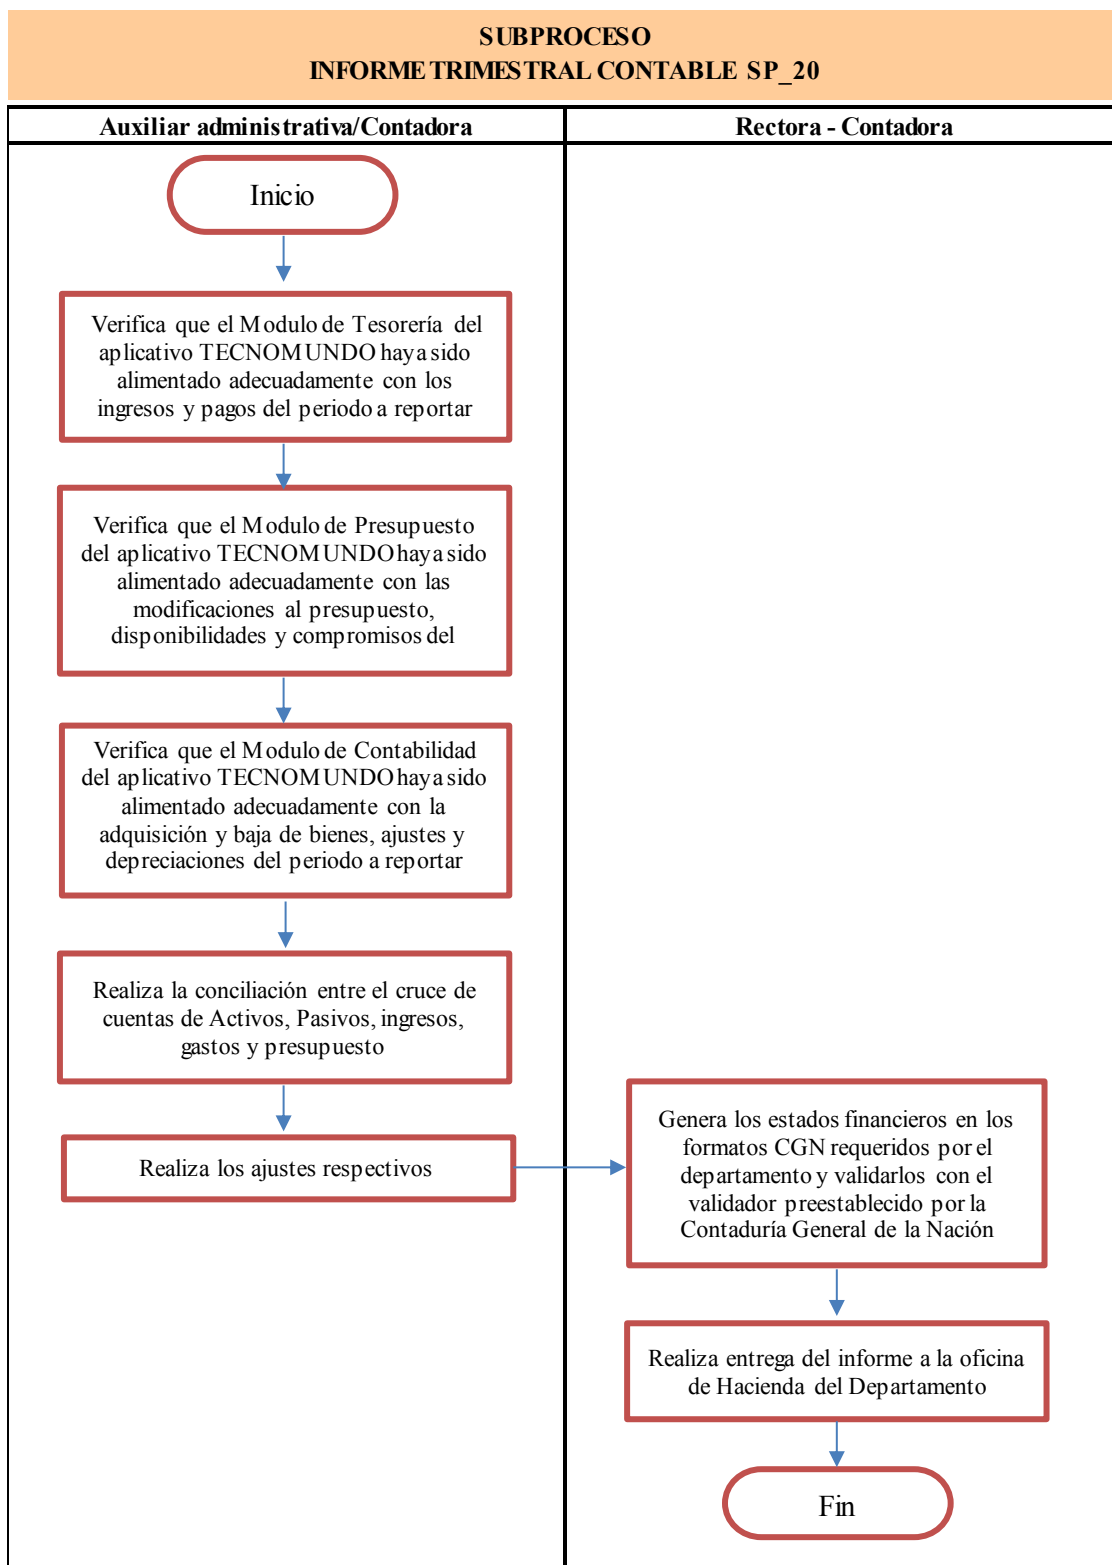 SUBPROCESO
INFORME TRIMESTRAL CONTABLE SP_20
Auxiliar administrativa/Contadora
Rectora - Contadora
Inicio
Verifica que el Modulo de Tesorería del
aplicativo TECNOMUNDO haya sido
alimentado adecuadamente con los
ingresos y pagos del periodo a reportar
Verifica que el Modulo de Presupuesto
del aplicativo TECNOMUNDO haya sido
alimentado adecuadamente con las
modificaciones al presupuesto,
disponibilidades y compromisos del
Verifica que el Modulo de Contabilidad
del aplicativo TECNOMUNDO haya sido
alimentado adecuadamente con la
adquisición y baja de bienes, ajustes y
depreciaciones del periodo a reportar
Realiza la conciliación entre el cruce de
cuentas de Activos, Pasivos, ingresos,
gastos y presupuesto
Realiza los ajustes respectivos
Genera los estados financieros en los
formatos CGN requeridos por el
departamento y validarlos con el
validador preestablecido por la
Contaduría General de la Nación
Realiza entrega del informe a la oficina
de Hacienda del Departamento
Fin